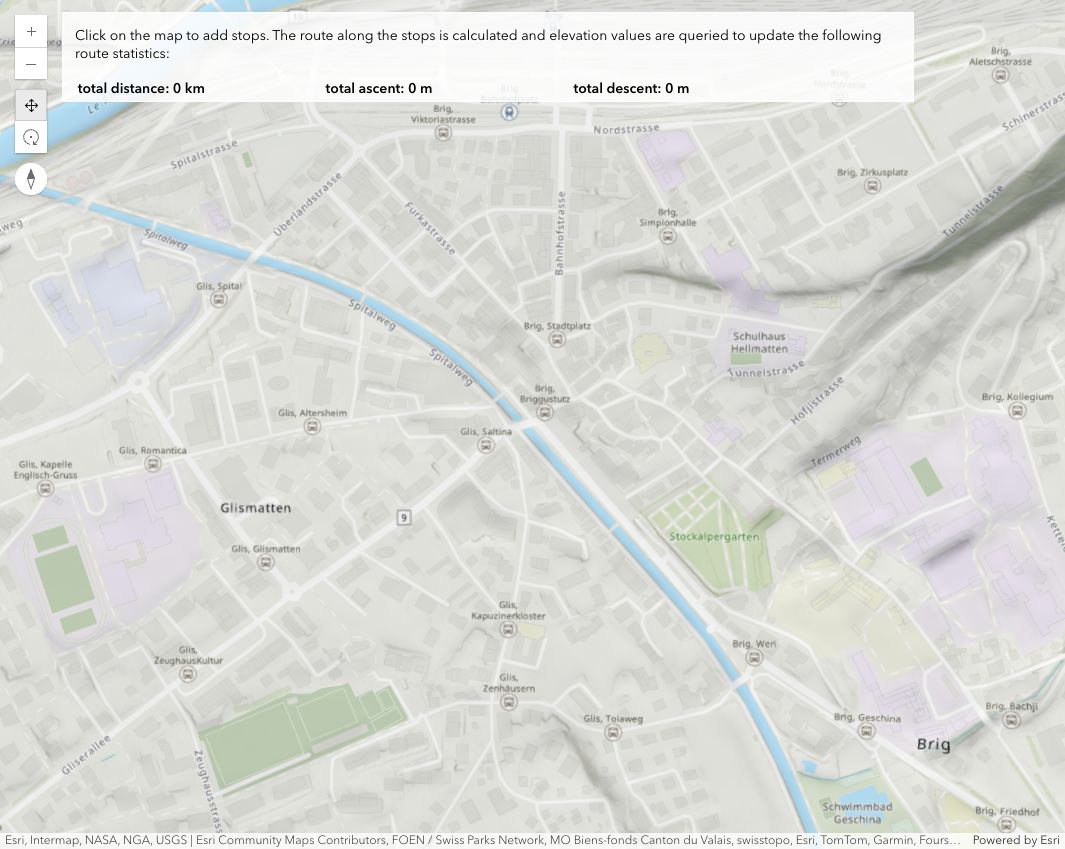 +
−
Click on the map to add stops. The route along the stops is calculated and elevation values are queried to update the following
route statistics:
total distance: 0 km
total ascent: 0 m
total descent: 0 m
19
Brig,
Bahnhofplatz
Brig,
Nordstrasse
Brig,
Aletschstrasse
Schinerstrasse
Brig,
Viktoriastrasse
Nordstrasse
Spitalstrasse
Überlandstrasse
Furkastrasse
Bahnhofstrasse
Brig, Zirkusplatz
Brig,
Simplonhalle
Tunnelstrasse
weg
Spitalweg
Glis, Spital
Spitalweg
Brig, Stadtplatz
Schulhaus
Hellmatten
Tunnelstrasse
Spitalweg
Hofjistrasse
Brig,
Briggustutz
Brig, Kollegium
Glis, Altersheim
Glis, Saltina
Glis, Romantica
Glis, Kapelle
Englisch-Gruss
Termerweg
Glismatten
9
Stockalpergarten
Glis, Glismatten
Glis,
Kapuzinerkloster
Brig, Weri
Glis,
ZeughausKultur
Glis,
Zenhäusern
Glis, Tolaweg
Brig, Geschina
Brig, Bachji
Brig
Gliserallee
Zeughausstrass
Schwimmbad
Geschina
Brig, Friedhof
Esri, Intermap, NASA, NGA, USGS | Esri Community Maps Contributors, FOEN / Swiss Parks Network, MO Biens-fonds Canton du Valais, swisstopo, Esri, TomTom, Garmin, Fours…
Powered by Esri